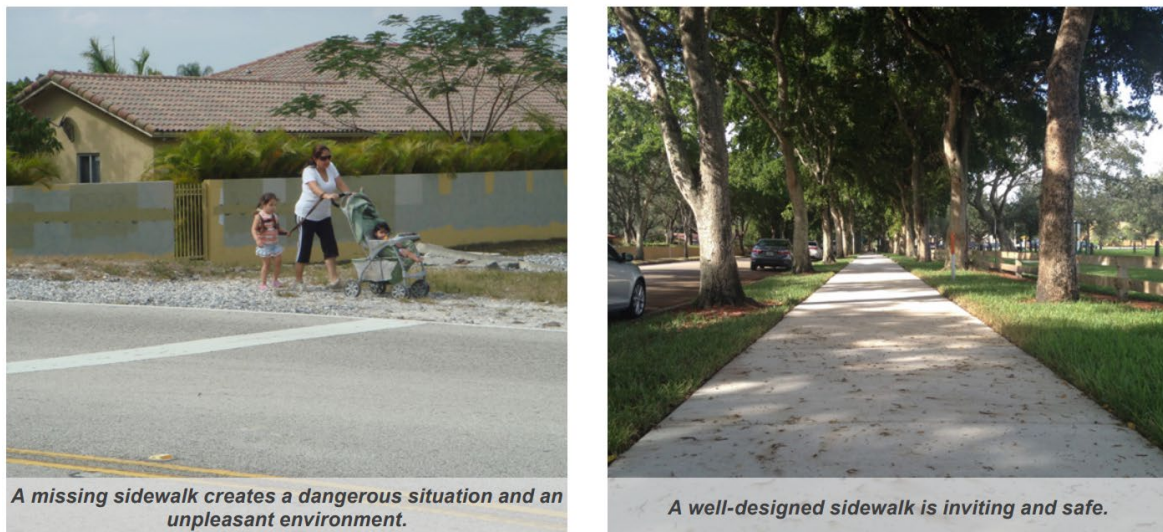 A missing sidewalk creates a dangerous situation and an
unpleasant environment.
A well-designed sidewalk is inviting and safe.